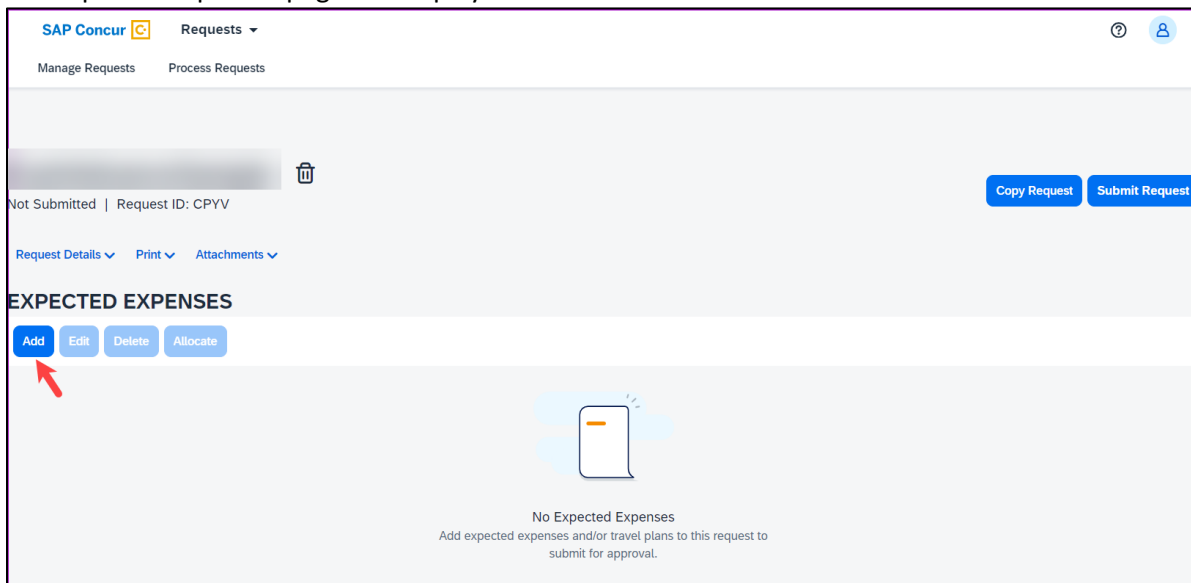 SAP Concur C Requests
Manage Requests Process Requests
Not Submitted | Request ID: CPYV
Copy Request Submit Request
Request Details Print Attachments
EXPECTED EXPENSES
Add Edit Delete Allocate
No Expected Expenses
Add expected expenses and/or travel plans to this request to
submit for approval.